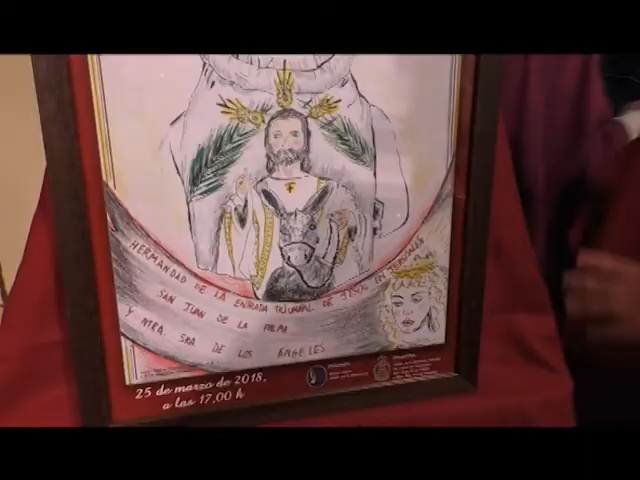 HERMANDAD DE LA ENTRADA TRIUNFAL DE JESÚS EN JERUSALÉN
SAN JUAN DE LA PALMA
Y NTRA. SRA DE LOS ÁNGELES
25 de marzo de 2018,
a las 17,00 h